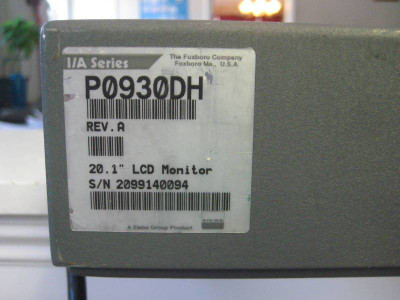 I/A Series
The Foxboro Company
Foxboro Ma., U.S.A
P0930DH
REV.A
20.1" LCD Monitor
S/N 2099140094
A Siebe Group Product